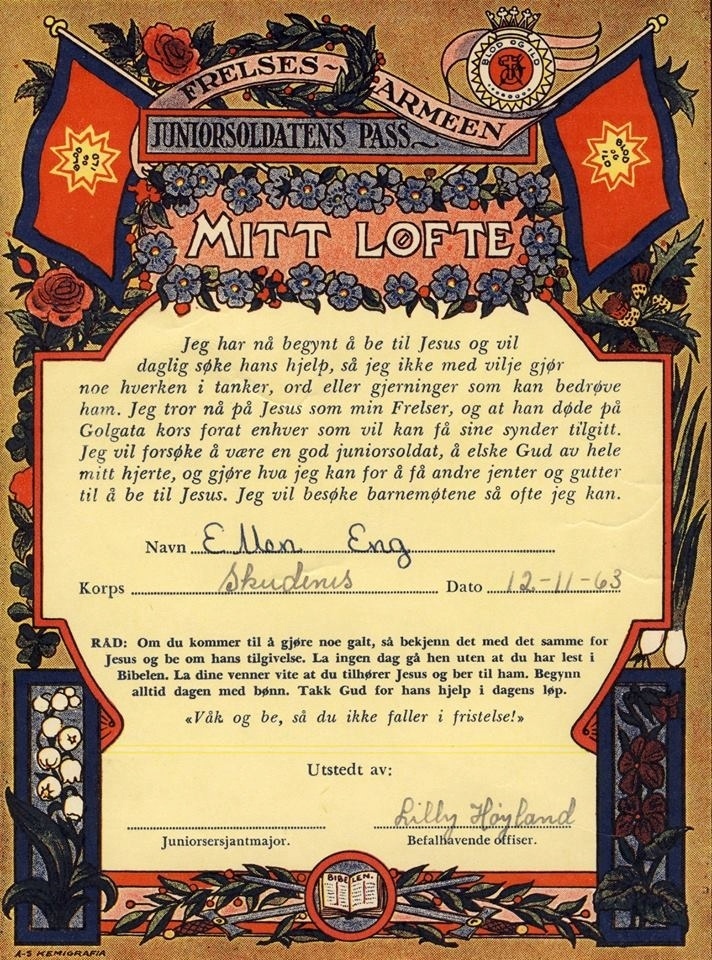 FRELSES~ARMEEN
BLOD OG ILD
JUNIORSOLDATENS PASS~
BLOD OG ILD
BLOD OG ILD
MITT LØFTE
Jeg har nå begynt å be til Jesus og vil
daglig søke hans hjelp, så jeg ikke med vilje gjør
noe hverken i tanker, ord eller gjerninger som kan bedrøve
ham. Jeg tror nå på Jesus som min Frelser, og at han døde på
Golgata kors forat enhver som vil kan få sine synder tilgitt.
Jeg vil forsøke å være en god juniorsoldat, å elske Gud av hele
mitt hjerte, og gjøre hva jeg kan for å få andre jenter og gutter
til å be til Jesus. Jeg vil besøke barnemøtene så ofte jeg kan.
Navn Ellen Eng
Korps Skudenes Dato 12-11-63
RÅD: Om du kommer til å gjøre noe galt, så bekjenn det med det samme for
Jesus og be om hans tilgivelse. La ingen dag gå hen uten at du har lest i
Bibelen. La dine venner vite at du tilhører Jesus og ber til ham. Begynn
alltid dagen med bønn. Takk Gud for hans hjelp i dagens løp.
«Våk og be, så du ikke faller i fristelse!»
Utstedt av:
Lilly Høyland
Juniorsersjantmajor. Befalhavende offiser.
BIBELEN.
A-S KEMIGRAFIA